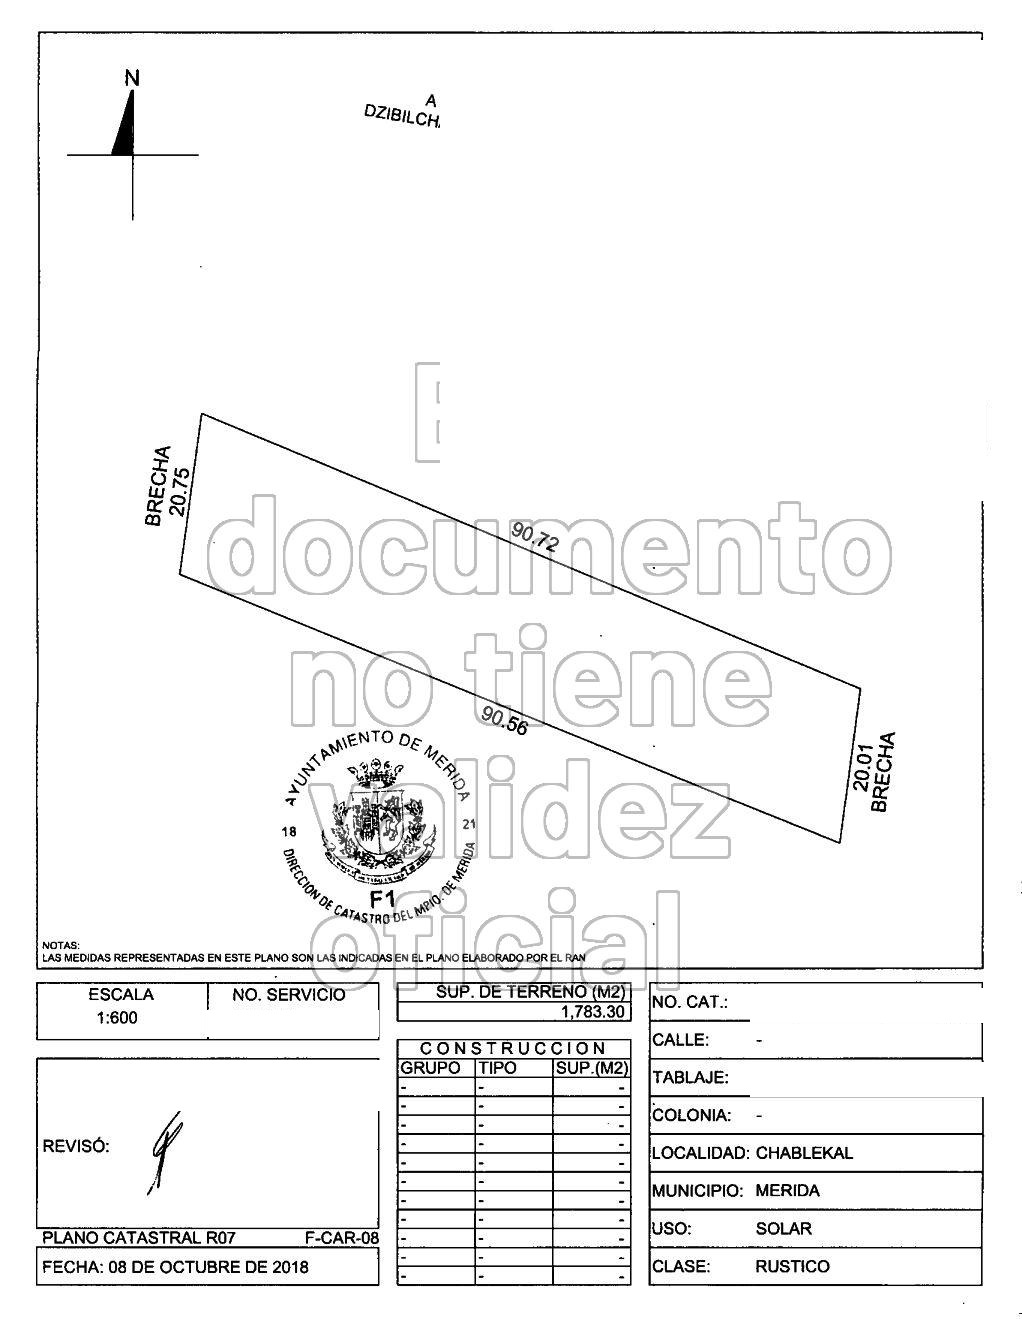 N
A
DZIBILCH
BRECHA
20.75
90.72
90.56
20.01
BRECHA
documento
no tiene
validez
oficial
AYUNTAMIENTO DE MERIDA
18 21
F1
DIRECCION DE CATASTRO DEL MPIO. DE MERIDA
NOTAS:
LAS MEDIDAS REPRESENTADAS EN ESTE PLANO SON LAS INDICADAS EN EL PLANO ELABORADO POR EL RAN
ESCALA
1:600
NO. SERVICIO
REVISÓ:
PLANO CATASTRAL R07 F-CAR-08
FECHA: 08 DE OCTUBRE DE 2018
SUP. DE TERRENO (M2)
1,783.30
CONSTRUCCION
GRUPO TIPO SUP.(M2)
- - -
- - -
- - -
- - -
- - -
- - -
- - -
- - -
- - -
- - -
- - -
NO. CAT.:
CALLE: -
TABLAJE:
COLONIA: -
LOCALIDAD: CHABLEKAL
MUNICIPIO: MERIDA
USO: SOLAR
CLASE: RUSTICO